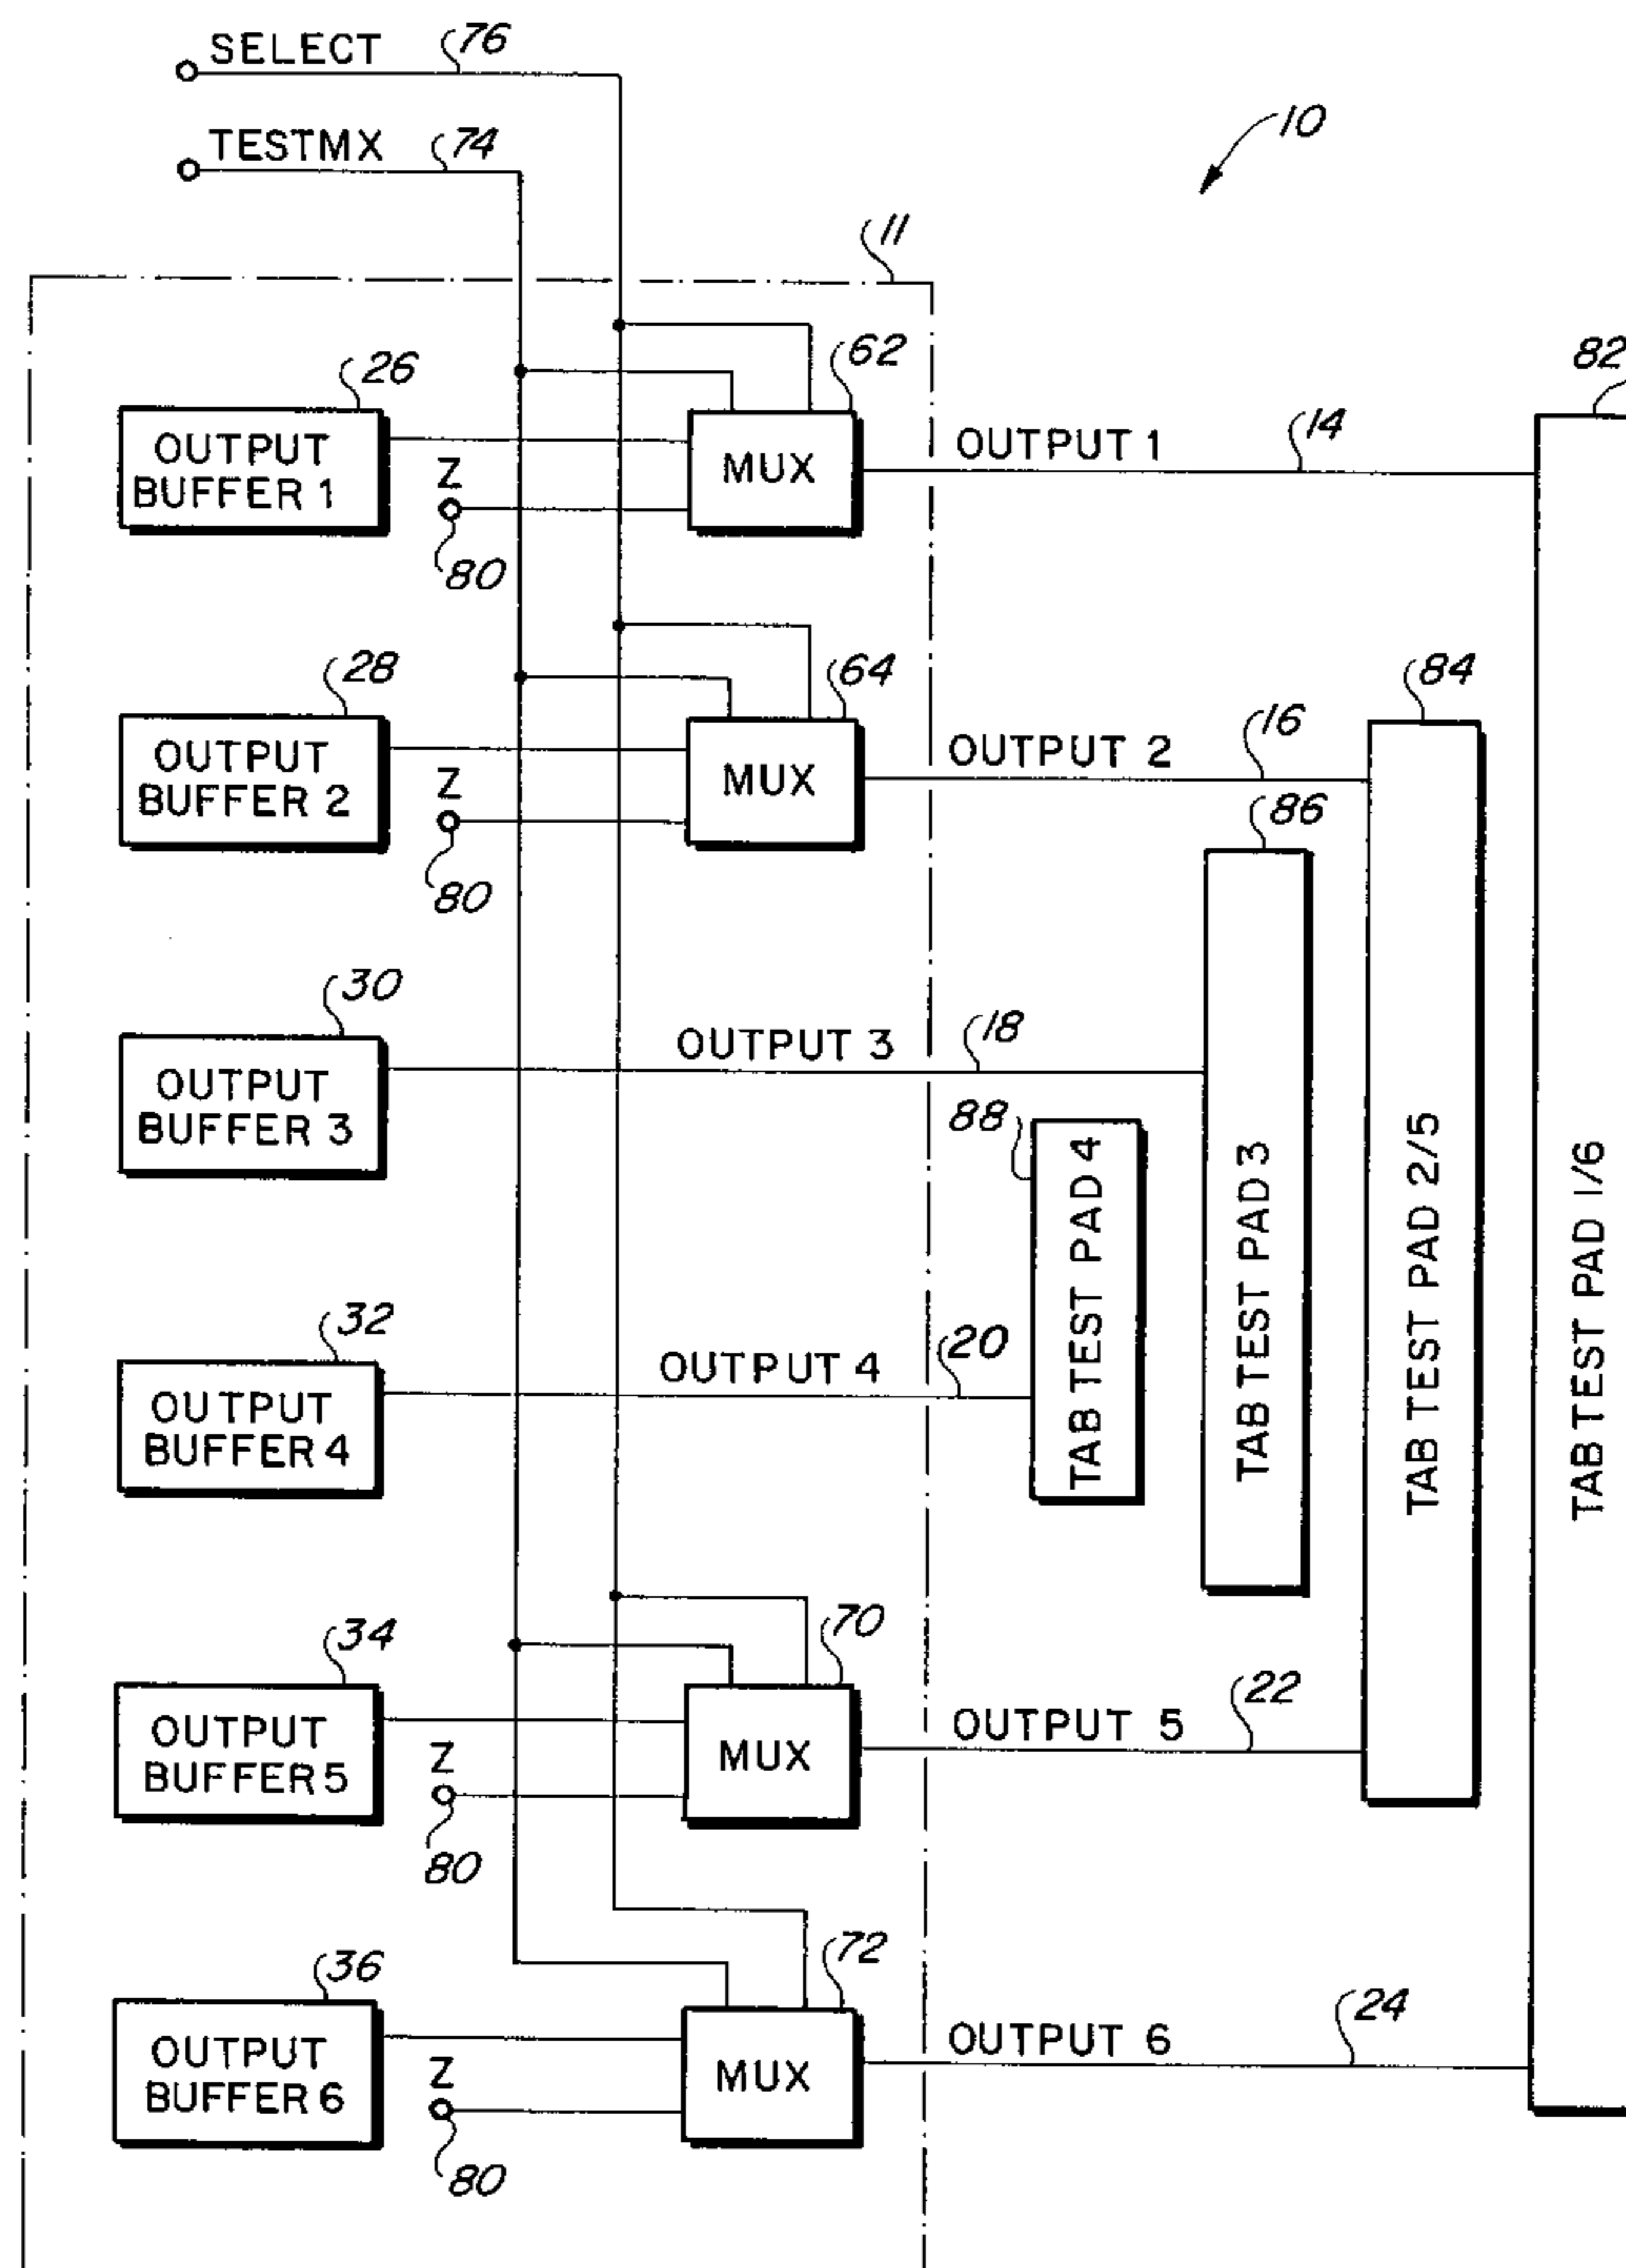 SELECT 76
TESTMX 74
10
11
26
62
82
OUTPUT
BUFFER 1
Z
80
MUX
OUTPUT 1
14
28
64
84
OUTPUT
BUFFER 2
Z
80
MUX
OUTPUT 2
16
86
30
OUTPUT
BUFFER 3
OUTPUT 3
18
88
TAB TEST PAD 4
TAB TEST PAD 3
TAB TEST PAD 2/5
TAB TEST PAD 1/6
32
OUTPUT
BUFFER 4
OUTPUT 4
20
34
70
OUTPUT
BUFFER 5
Z
80
MUX
OUTPUT 5
22
36
72
OUTPUT
BUFFER 6
Z
80
MUX
OUTPUT 6
24